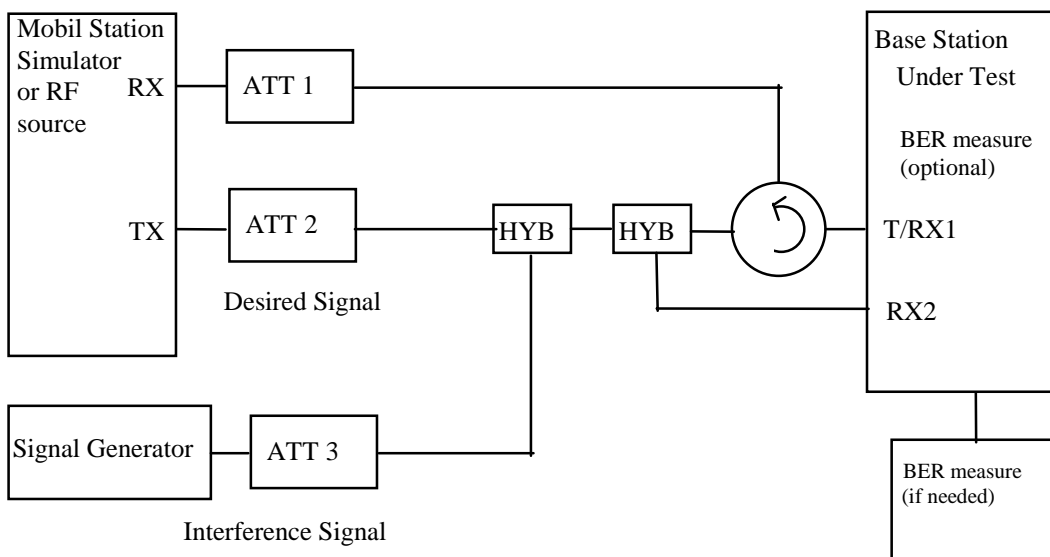 Mobil Station
Simulator
or RF
source
RX
TX
ATT 1
ATT 2
Desired Signal
HYB
HYB
Base Station
Under Test
BER measure
(optional)
T/RX1
RX2
Signal Generator
ATT 3
Interference Signal
BER measure
(if needed)